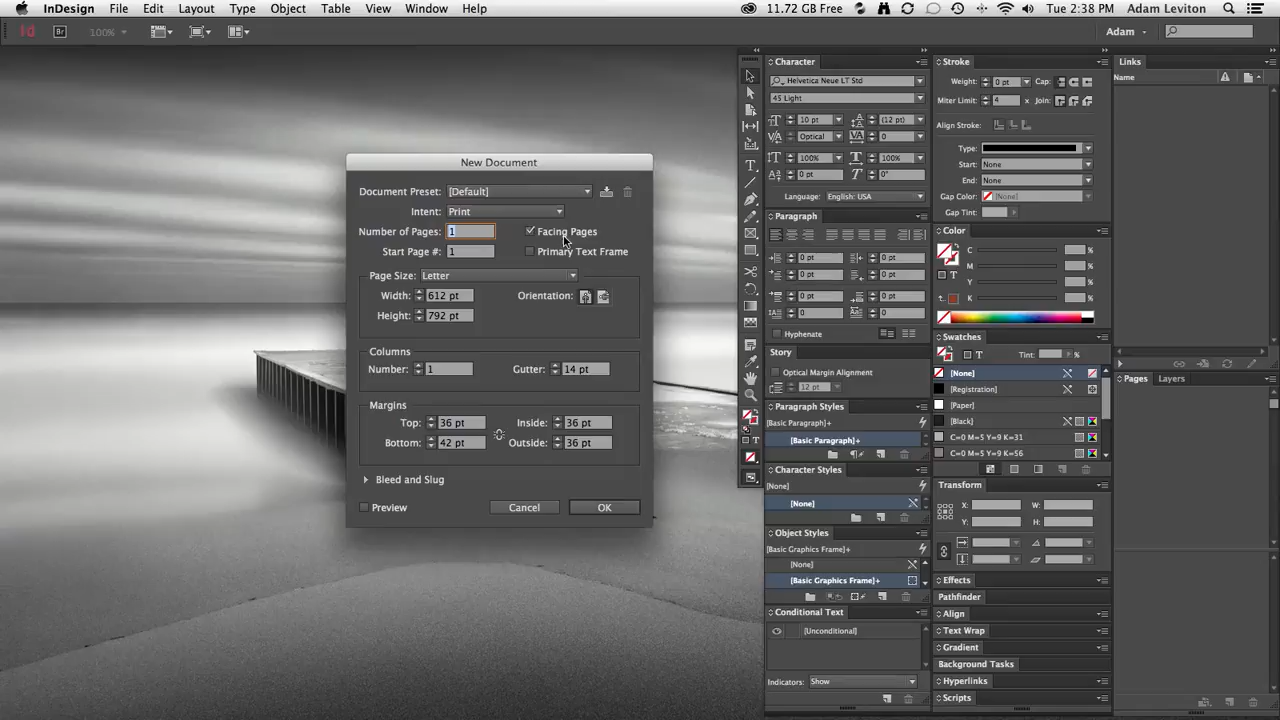 InDesign File Edit Layout Type Object Table View Window Help 11.72 GB Free Tue 2:38 PM Adam Leviton
Id Br 100% Adam
New Document
Document Preset: [Default]
Intent: Print
Number of Pages: 1 Facing Pages
Start Page #: 1 Primary Text Frame
Page Size: Letter
Width: 612 pt Orientation:
Height: 792 pt
Columns
Number: 1 Gutter: 14 pt
Margins
Top: 36 pt Inside: 36 pt
Bottom: 42 pt Outside: 36 pt
Bleed and Slug
Preview Cancel OK
Character
Helvetica Neue LT Std
45 Light
10 pt (12 pt)
Optical 0
100% 100%
0 pt 0°
Language: English: USA
Paragraph
0 pt 0 pt
0 pt 0 pt
0 pt 0 pt
0 0
Hyphenate
Story
Optical Margin Alignment
12 pt
Paragraph Styles
[Basic Paragraph]+
[Basic Paragraph]+
Character Styles
[None]
[None]
Object Styles
[Basic Graphics Frame]+
[None]
[Basic Graphics Frame]+
Conditional Text
[Unconditional]
Indicators: Show
Stroke
Weight: 0 pt Cap:
Miter Limit: 4 x Join:
Align Stroke:
Type:
Start: None
End: None
Gap Color: [None]
Gap Tint:
Color
C %
M %
T Y %
K %
Swatches
T Tint: %
[None]
[Registration]
[Paper]
[Black]
C=0 M=5 Y=9 K=31
C=0 M=5 Y=9 K=56
Transform
X: W:
Y: H:
Effects
Pathfinder
Align
Text Wrap
Gradient
Background Tasks
Hyperlinks
Scripts
Links
Name
Pages Layers